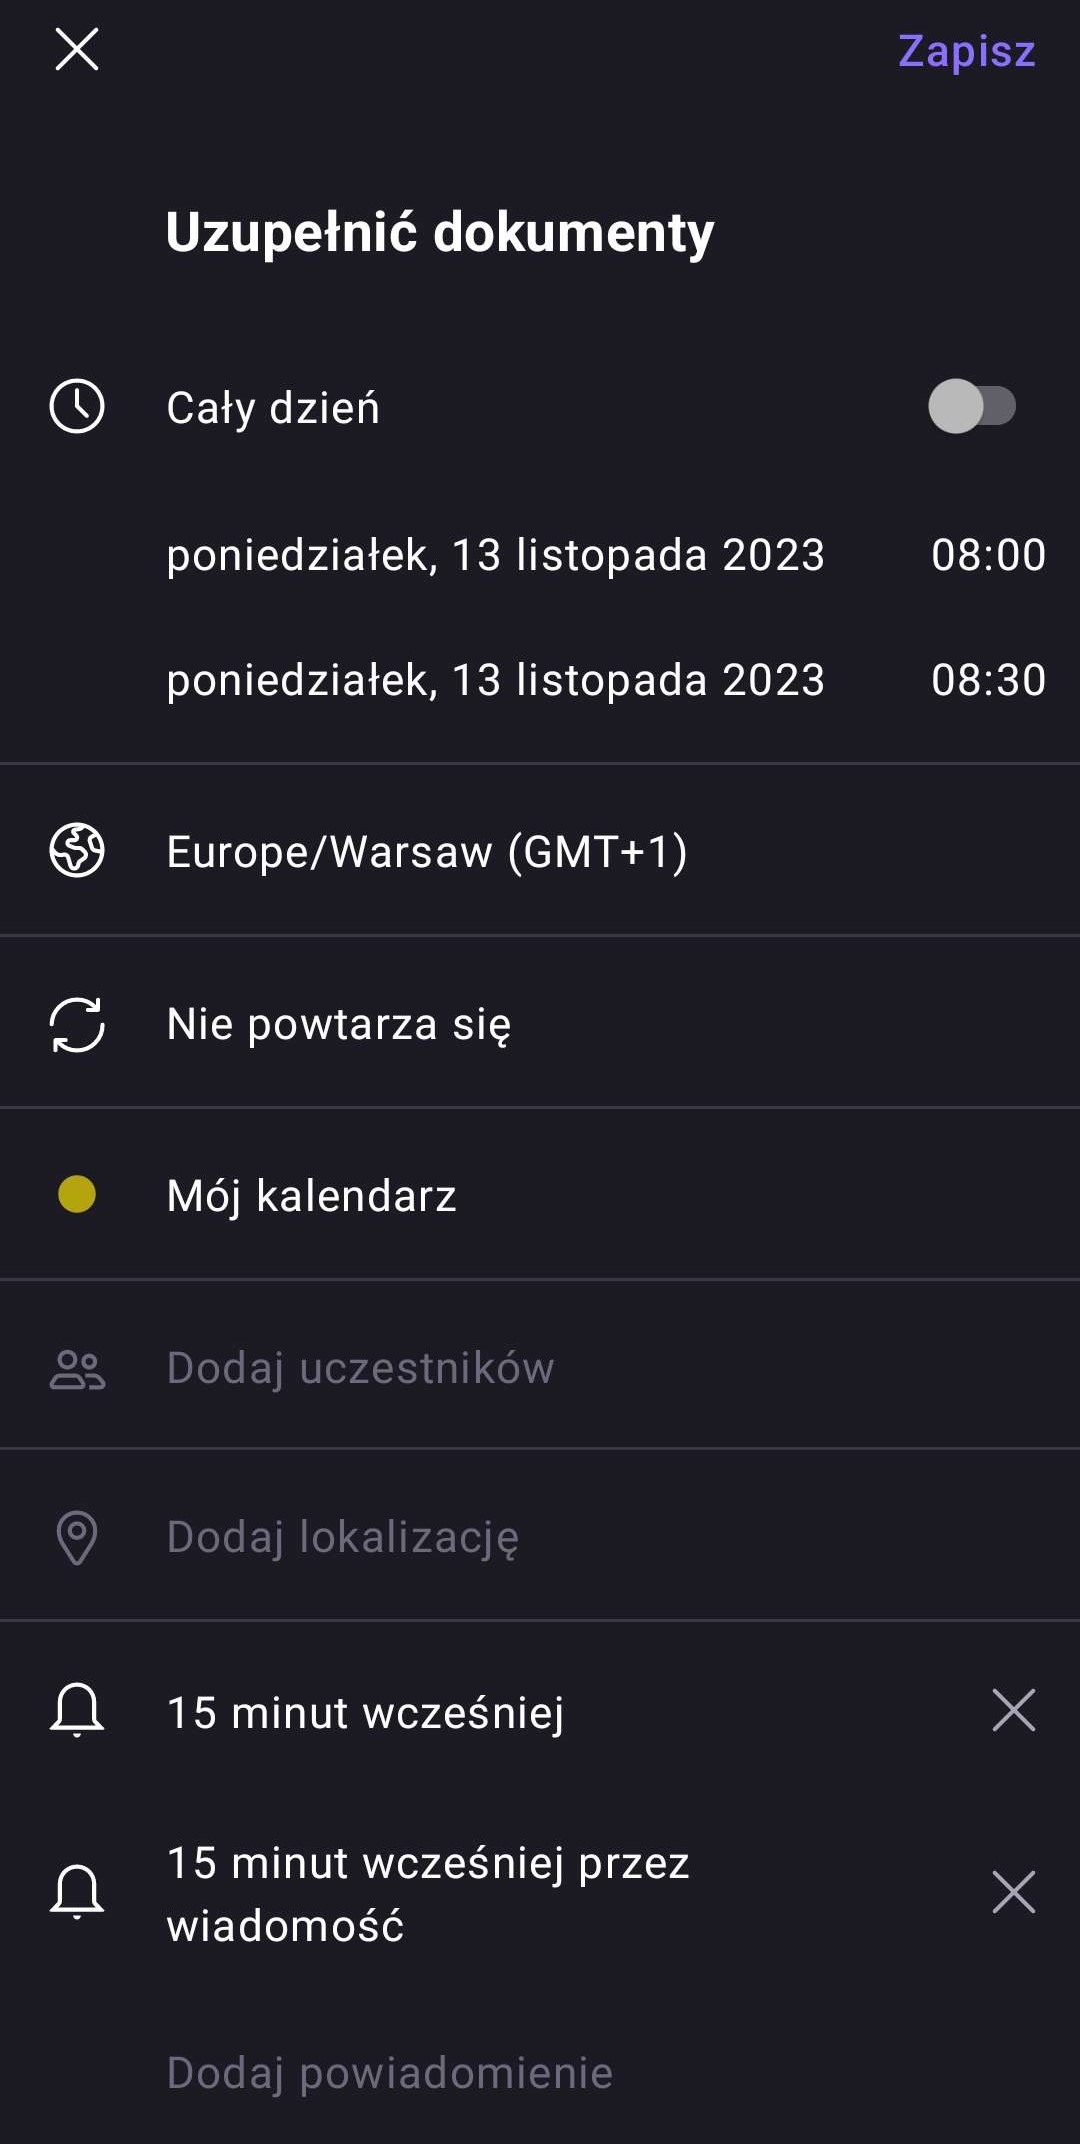 Zapisz
Uzupełnić dokumenty
Cały dzień
poniedziałek, 13 listopada 2023 08:00
poniedziałek, 13 listopada 2023 08:30
Europe/Warsaw (GMT+1)
Nie powtarza się
Mój kalendarz
Dodaj uczestników
Dodaj lokalizację
15 minut wcześniej
15 minut wcześniej przez
wiadomość
Dodaj powiadomienie